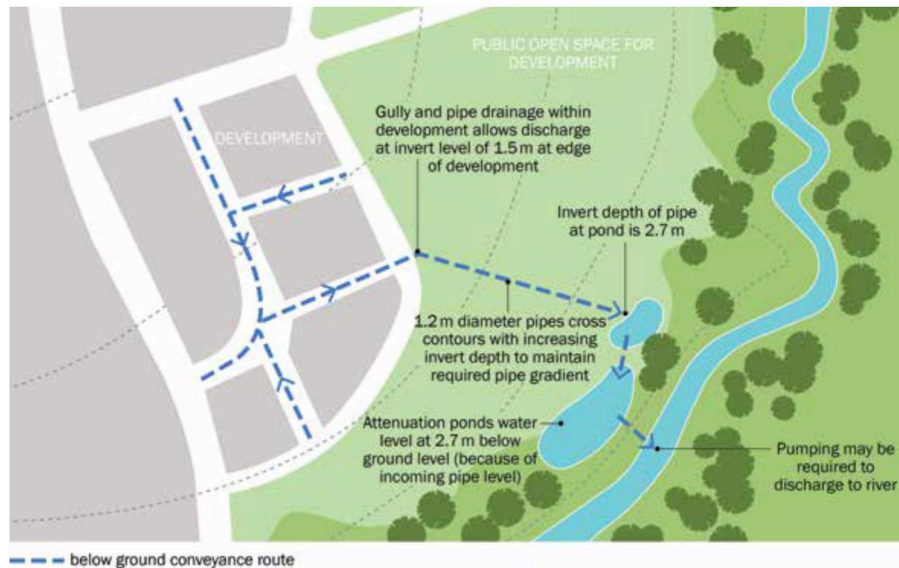 PUBLIC OPEN SPACE FOR
DEVELOPMENT
Gully and pipe drainage within
development allows discharge
at invert level of 1.5 m at edge
of development
DEVELOPMENT
Invert depth of pipe
at pond is 2.7 m
1.2 m diameter pipes cross
contours with increasing
invert depth to maintain
required pipe gradient
Attenuation ponds water
level at 2.7 m below
ground level (because of
incoming pipe level)
Pumping may be
required to
discharge to river
below ground conveyance route